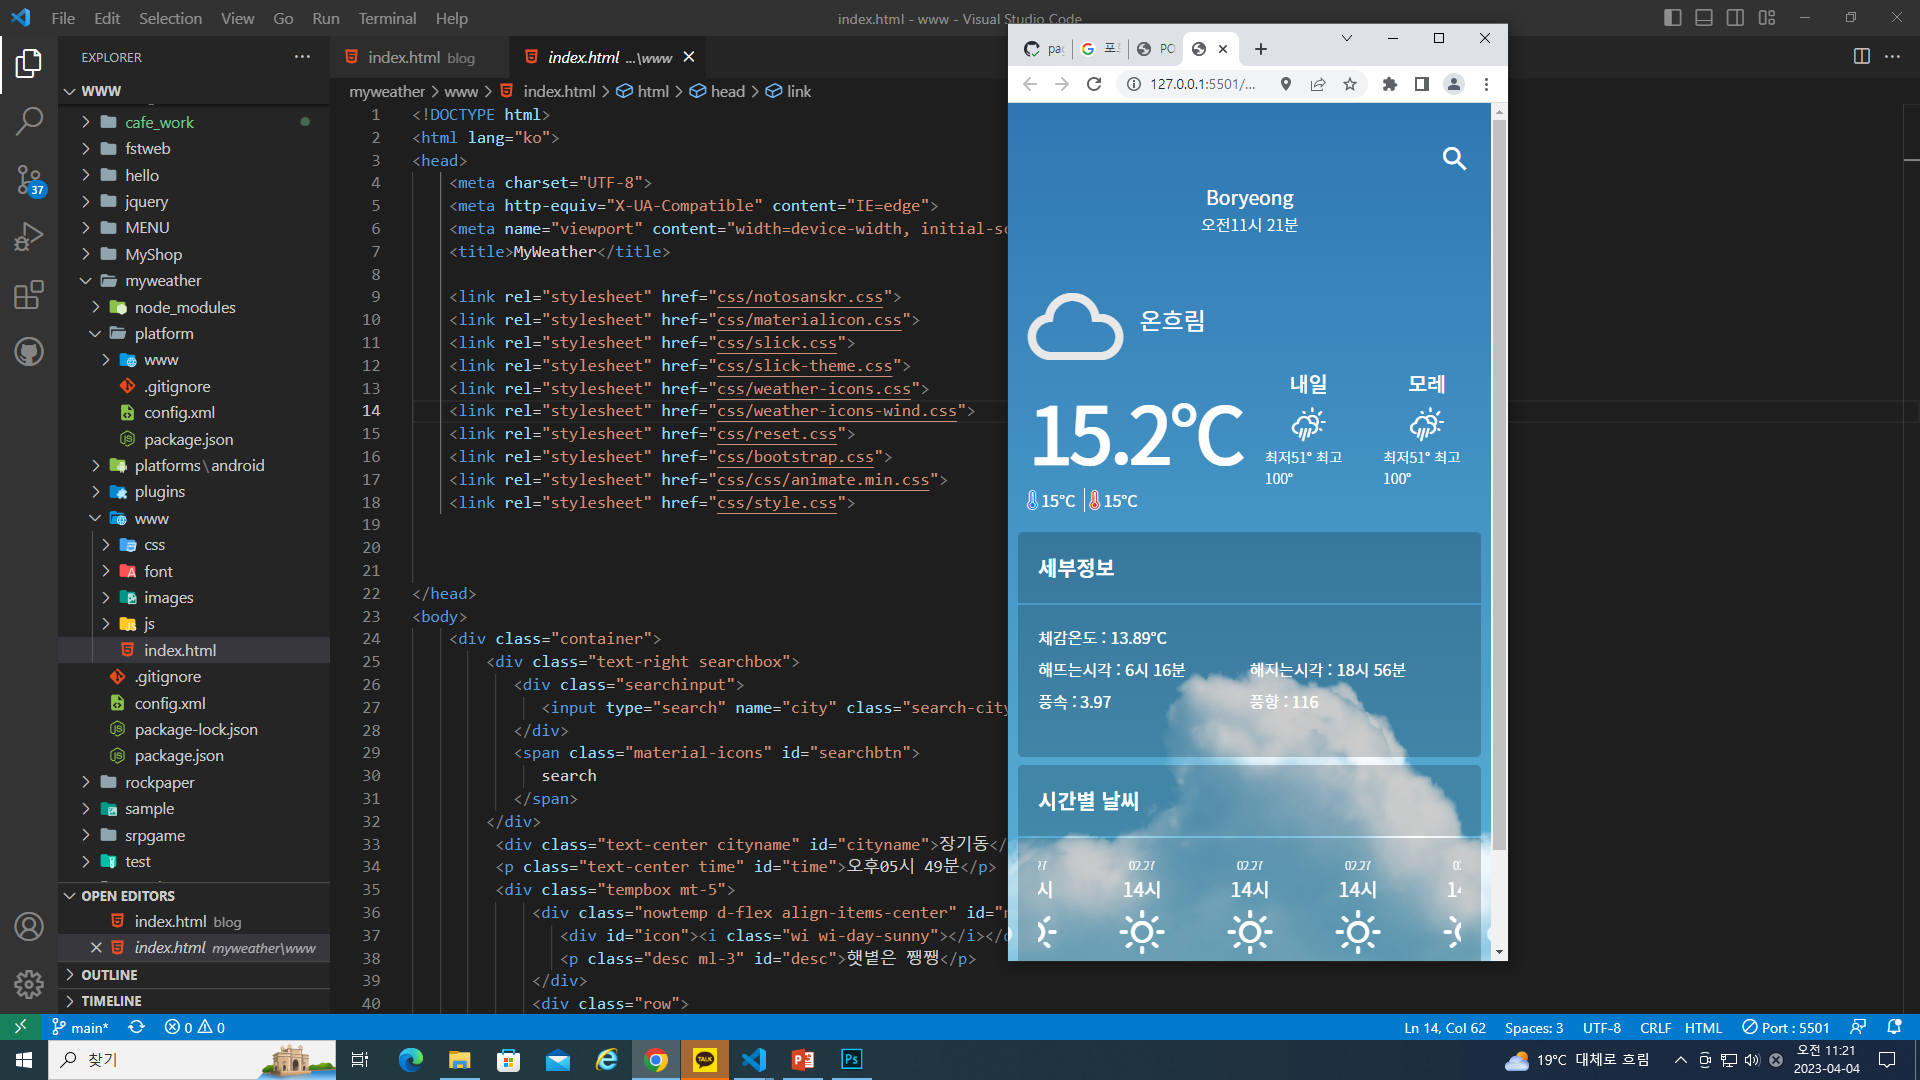 File Edit Selection View Go Run Terminal Help
index.html - www - Visual Studio Code
EXPLORER
WWW
cafe_work
fstweb
hello
jquery
MENU
MyShop
myweather
node_modules
platform
www
.gitignore
config.xml
package.json
platforms\android
plugins
www
css
font
images
js
index.html
.gitignore
config.xml
package-lock.json
package.json
rockpaper
sample
srpgame
test
OPEN EDITORS
index.html blog
index.html myweather\www
OUTLINE
TIMELINE
37
index.html blog
index.html ...\www
myweather > www > index.html > html > head > link
1 <!DOCTYPE html>
2 <html lang="ko">
3 <head>
4 <meta charset="UTF-8">
5 <meta http-equiv="X-UA-Compatible" content="IE=edge">
6 <meta name="viewport" content="width=device-width, initial-sc
7 <title>MyWeather</title>
8
9 <link rel="stylesheet" href="css/notosanskr.css">
10 <link rel="stylesheet" href="css/materialicon.css">
11 <link rel="stylesheet" href="css/slick.css">
12 <link rel="stylesheet" href="css/slick-theme.css">
13 <link rel="stylesheet" href="css/weather-icons.css">
14 <link rel="stylesheet" href="css/weather-icons-wind.css">
15 <link rel="stylesheet" href="css/reset.css">
16 <link rel="stylesheet" href="css/bootstrap.css">
17 <link rel="stylesheet" href="css/css/animate.min.css">
18 <link rel="stylesheet" href="css/style.css">
19
20
21
22 </head>
23 <body>
24 <div class="container">
25 <div class="text-right searchbox">
26 <div class="searchinput">
27 <input type="search" name="city" class="search-city
28 </div>
29 <span class="material-icons" id="searchbtn">
30 search
31 </span>
32 </div>
33 <div class="text-center cityname" id="cityname">장기동</
34 <p class="text-center time" id="time">오후05시 49분</p>
35 <div class="tempbox mt-5">
36 <div class="nowtemp d-flex align-items-center" id="n
37 <div id="icon"><i class="wi wi-day-sunny"></i></d
38 <p class="desc ml-3" id="desc">햇볕은 쨍쨍</p>
39 </div>
40 <div class="row">
pac
포
PO
127.0.0.1:5501/...
Boryeong
오전11시 21분
온흐림
15.2°C
15°C 15°C
내일
최저51° 최고
100°
모레
최저51° 최고
100°
세부정보
체감온도 : 13.89°C
해뜨는시각 : 6시 16분 해지는시각 : 18시 56분
풍속 : 3.97 풍향 : 116
시간별 날씨
27 02.27 02.27 02.27 0
시 14시 14시 14시 14
main* 0 0
Ln 14, Col 62 Spaces: 3 UTF-8 CRLF HTML Port : 5501
찾기
TALK
Ps
19°C 대체로 흐림
오전 11:21
2023-04-04